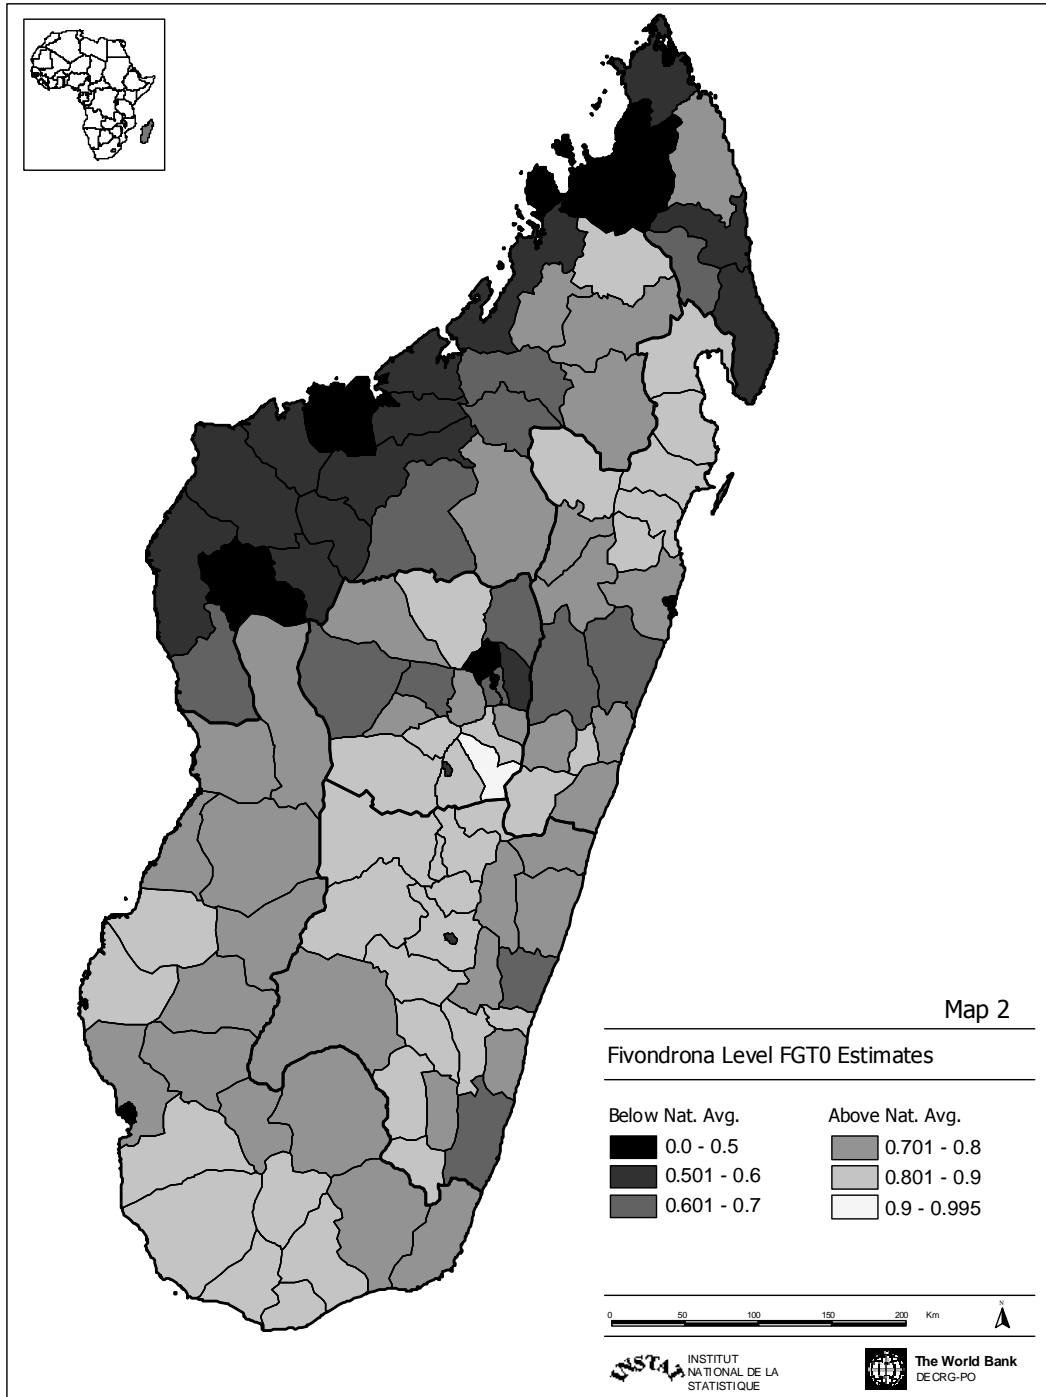 Map 2
Fivondrona Level FGT0 Estimates
Below Nat. Avg.
0.0 - 0.5
0.501 - 0.6
0.601 - 0.7
Above Nat. Avg.
0.701 - 0.8
0.801 - 0.9
0.9 - 0.995
0 50 100 150 200 Km
N
INSTAT
INSTITUT
NATIONAL DE LA
STATISTIQUE
The World Bank
DECRG-PO